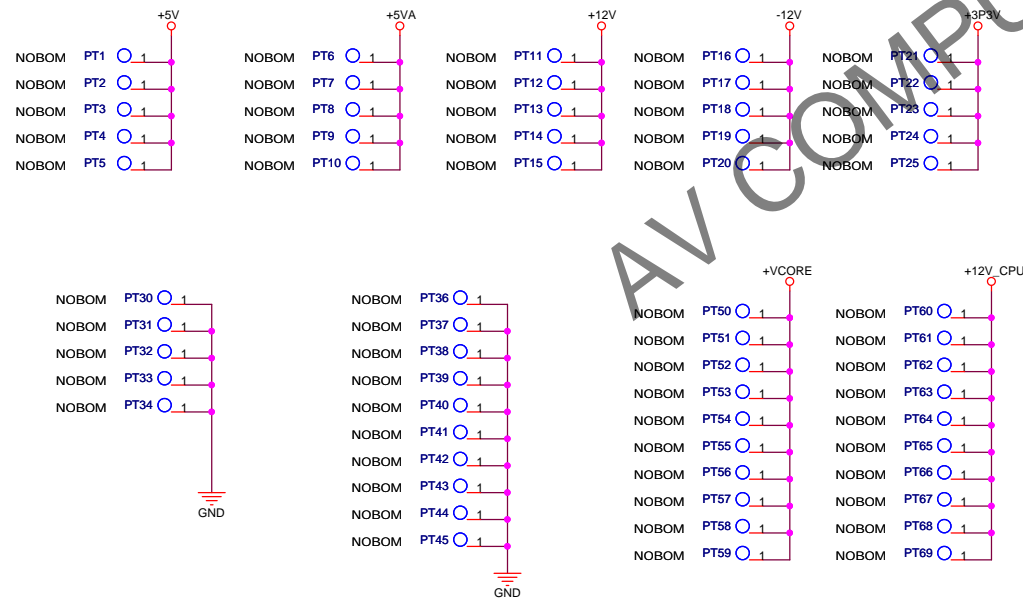 +5V +5VA +12V -12V +3P3V
NOBOM PT1 1 NOBOM PT6 1 NOBOM PT11 1 NOBOM PT16 1 NOBOM PT21 1
NOBOM PT2 1 NOBOM PT7 1 NOBOM PT12 1 NOBOM PT17 1 NOBOM PT22 1
NOBOM PT3 1 NOBOM PT8 1 NOBOM PT13 1 NOBOM PT18 1 NOBOM PT23 1
NOBOM PT4 1 NOBOM PT9 1 NOBOM PT14 1 NOBOM PT19 1 NOBOM PT24 1
NOBOM PT5 1 NOBOM PT10 1 NOBOM PT15 1 NOBOM PT20 1 NOBOM PT25 1
AV COMPU
+VCORE +12V_CPU
NOBOM PT30 1 NOBOM PT36 1 NOBOM PT50 1 NOBOM PT60 1
NOBOM PT31 1 NOBOM PT37 1 NOBOM PT51 1 NOBOM PT61 1
NOBOM PT32 1 NOBOM PT38 1 NOBOM PT52 1 NOBOM PT62 1
NOBOM PT33 1 NOBOM PT39 1 NOBOM PT53 1 NOBOM PT63 1
NOBOM PT34 1 NOBOM PT40 1 NOBOM PT54 1 NOBOM PT64 1
NOBOM PT41 1 NOBOM PT55 1 NOBOM PT65 1
NOBOM PT42 1 NOBOM PT56 1 NOBOM PT66 1
NOBOM PT43 1 NOBOM PT57 1 NOBOM PT67 1
GND NOBOM PT44 1 NOBOM PT58 1 NOBOM PT68 1
NOBOM PT45 1 NOBOM PT59 1 NOBOM PT69 1
GND